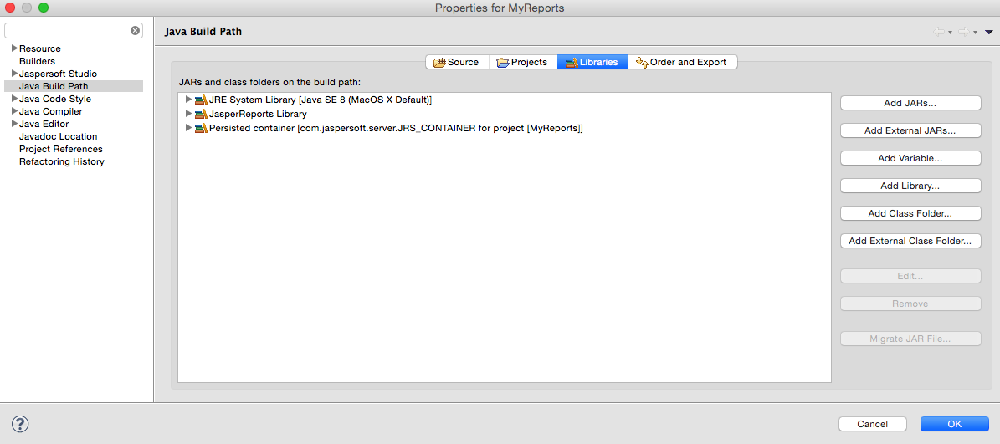 Properties for MyReports
Resource
Builders
Jaspersoft Studio
Java Build Path
Java Code Style
Java Compiler
Java Editor
Javadoc Location
Project References
Refactoring History
Java Build Path
Source Projects Libraries Order and Export
JARs and class folders on the build path:
JRE System Library [Java SE 8 (MacOS X Default)]
JasperReports Library
Persisted container [com.jaspersoft.server.JRS_CONTAINER for project [MyReports]]
Add JARs...
Add External JARs...
Add Variable...
Add Library...
Add Class Folder...
Add External Class Folder...
Edit...
Remove
Migrate JAR File...
?
Cancel
OK